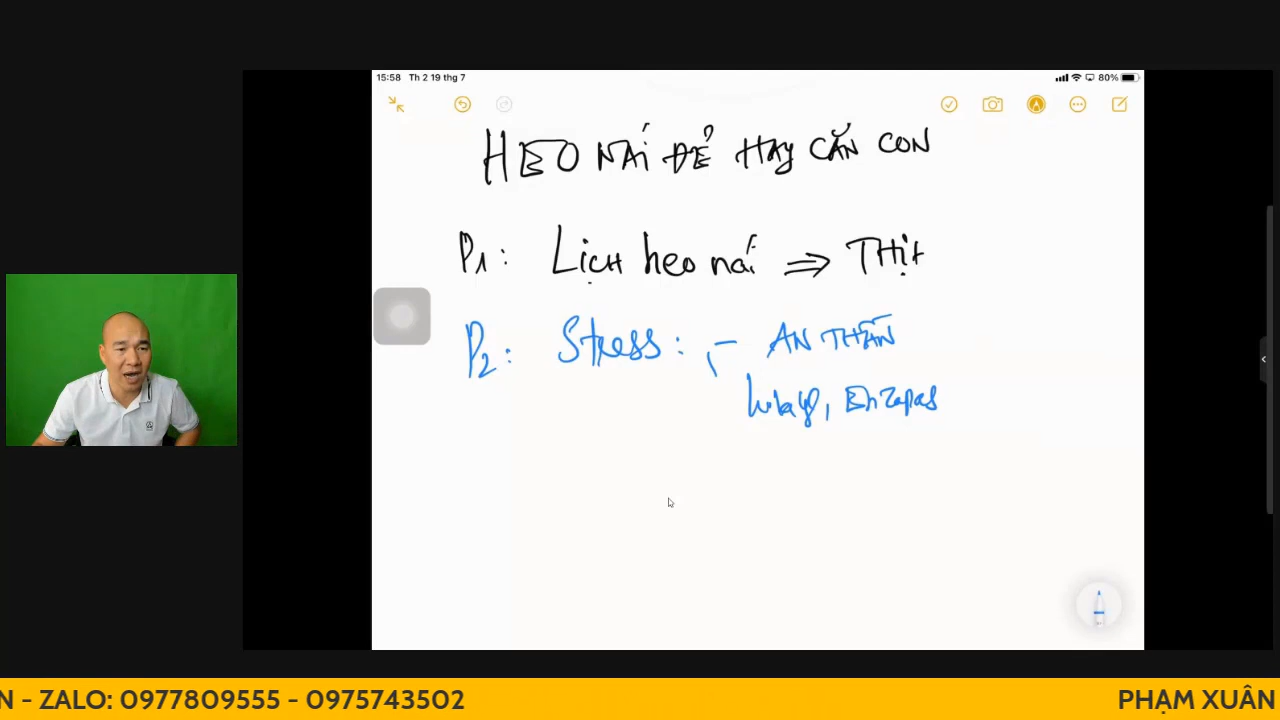 15:58 Th 2 19 thg 7
80%
HEO NÁI ĐẺ HAY CẮN CON
P1: Lịch heo nái ⇒ Thịt
P2: Stress: - AN THẦN
N - ZALO: 0977809555 - 0975743502
PHẠM XUÂN